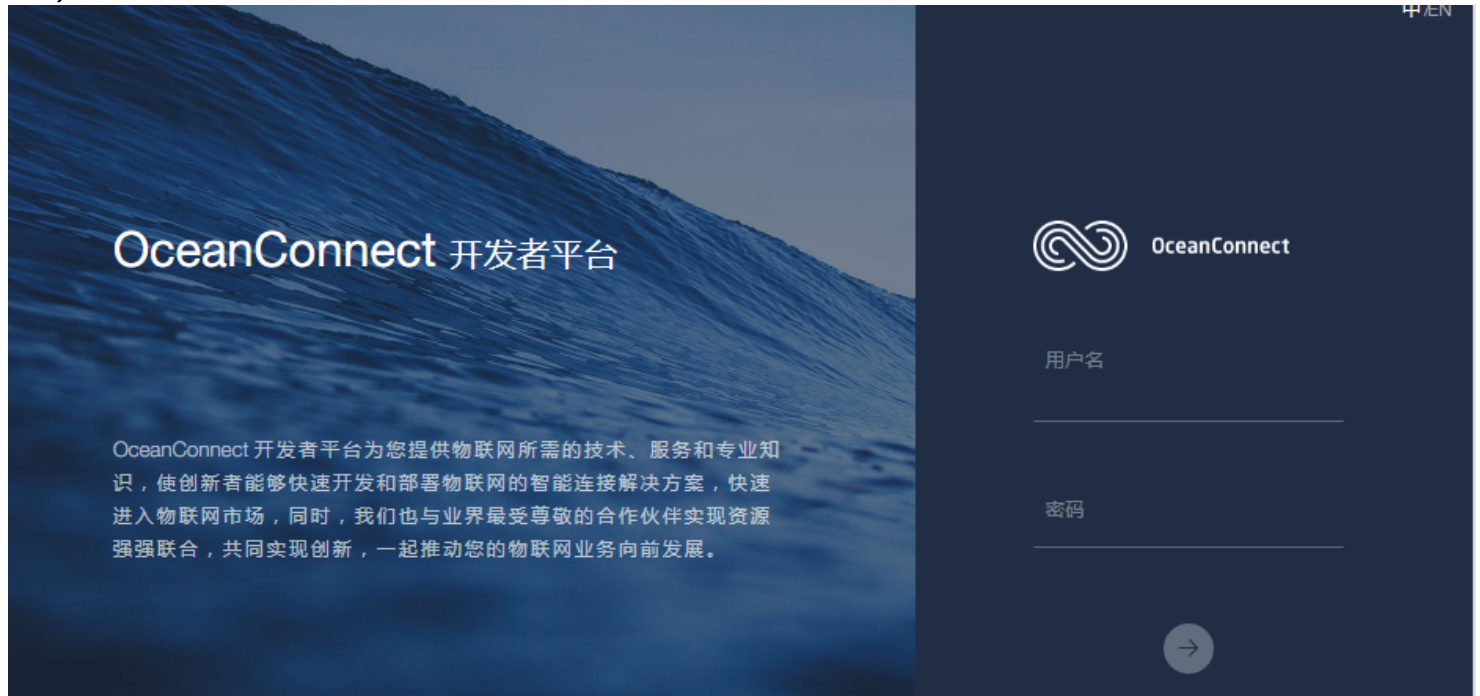 中/EN
OceanConnect 开发者平台
OceanConnect
用户名
OceanConnect 开发者平台为您提供物联网所需的技术、服务和专业知
识，使创新者能够快速开发和部署物联网的智能连接解决方案，快速
进入物联网市场，同时，我们也与业界最受尊敬的合作伙伴实现资源
强强联合，共同实现创新，一起推动您的物联网业务向前发展。
密码